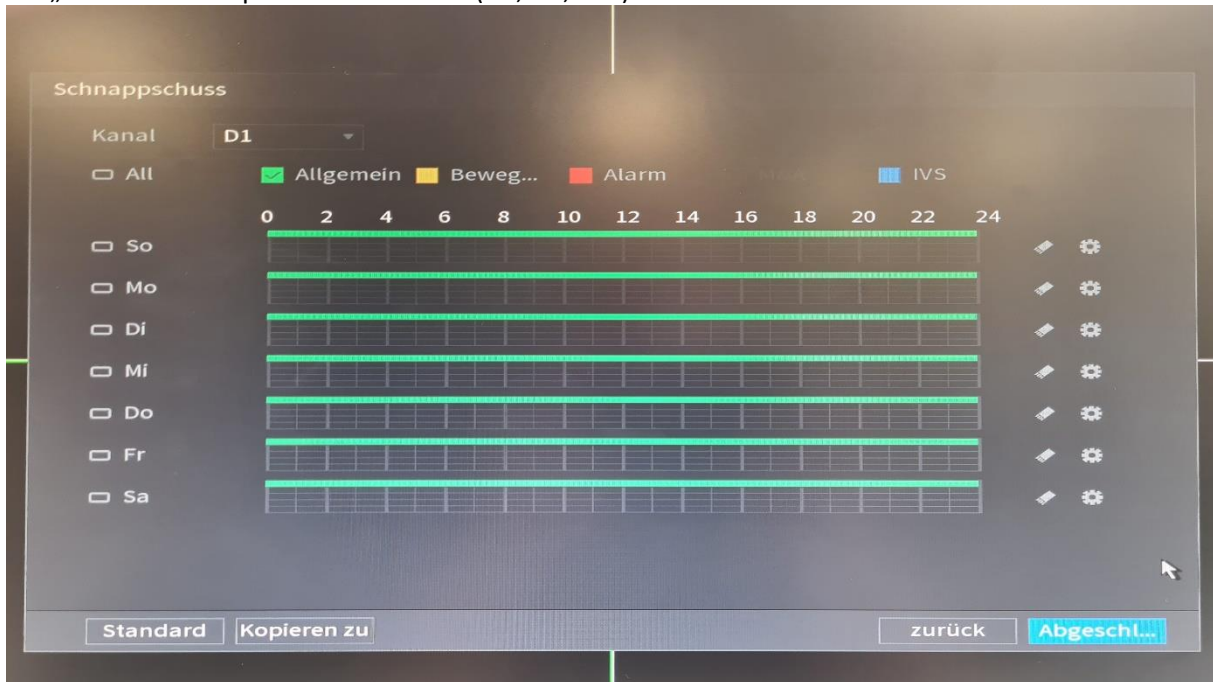 Schnappschuss
Kanal D1
All Allgemein Beweg... Alarm IVS
0 2 4 6 8 10 12 14 16 18 20 22 24
So
Mo
Di
Mi
Do
Fr
Sa
Standard Kopieren zu zurück Abgeschl...